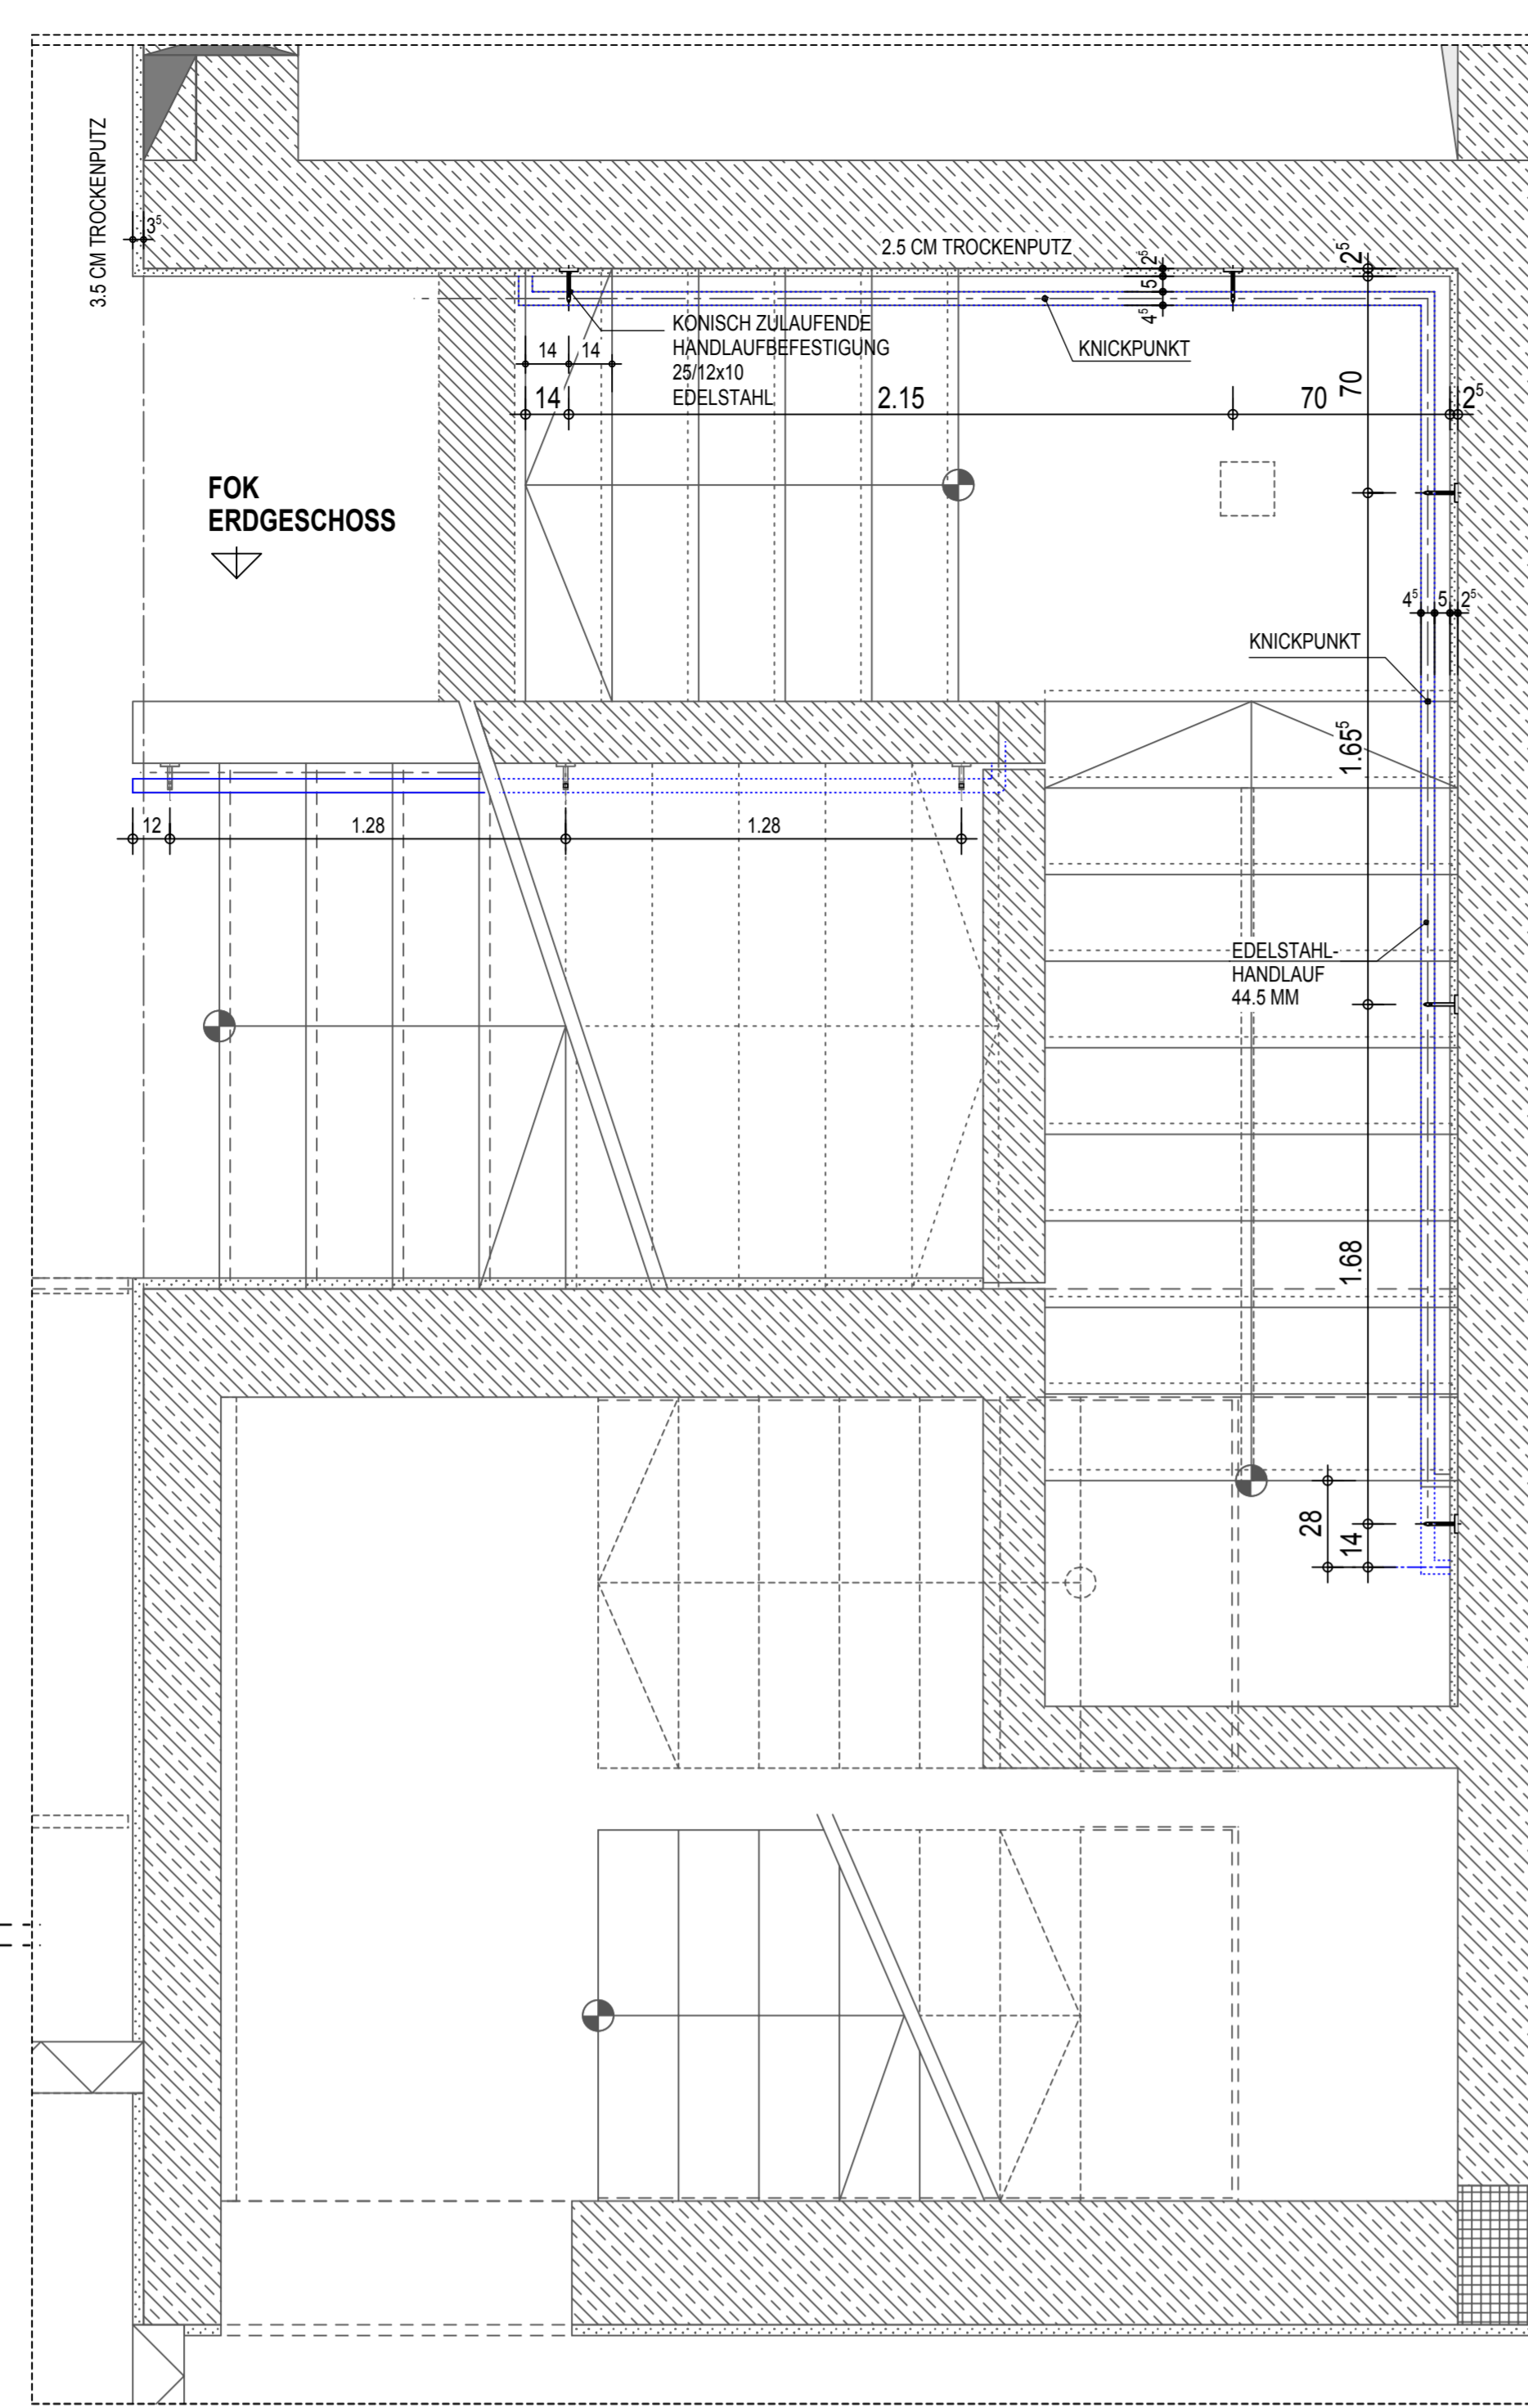 3.5 CM TROCKENPUTZ
3⁵
2.5 CM TROCKENPUTZ
2⁵
5
4⁵
2⁵
KONISCH ZULAUFENDE
HANDLAUFBEFESTIGUNG
25/12x10
EDELSTAHL
KNICKPUNKT
14
14
14
2.15
70
2⁵
70
FOK
ERDGESCHOSS
4⁵
5
2⁵
KNICKPUNKT
1.65⁵
12
1.28
1.28
EDELSTAHL-
HANDLAUF
44.5 MM
1.68
28
14